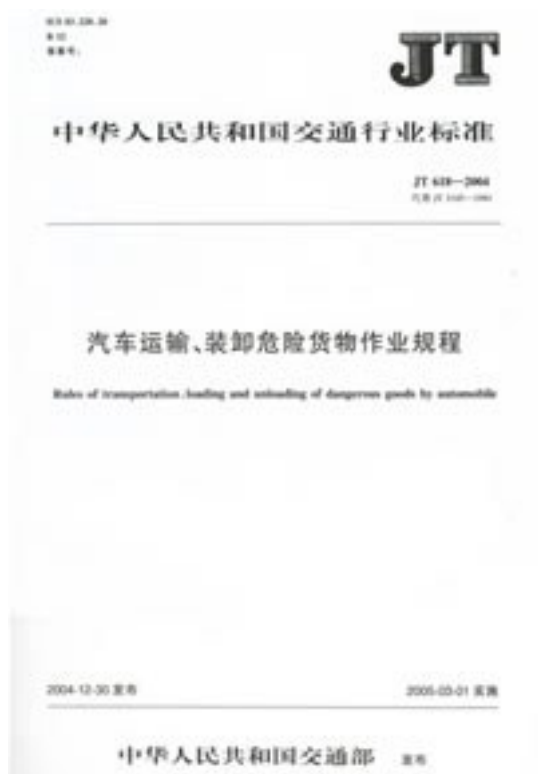 JT
中华人民共和国交通行业标准
JT 618—2004
汽车运输、装卸危险货物作业规程
Rules of transportation, loading and unloading of dangerous goods by automobile
2004-12-30 发布
2005-03-01 实施
中华人民共和国交通部 发布